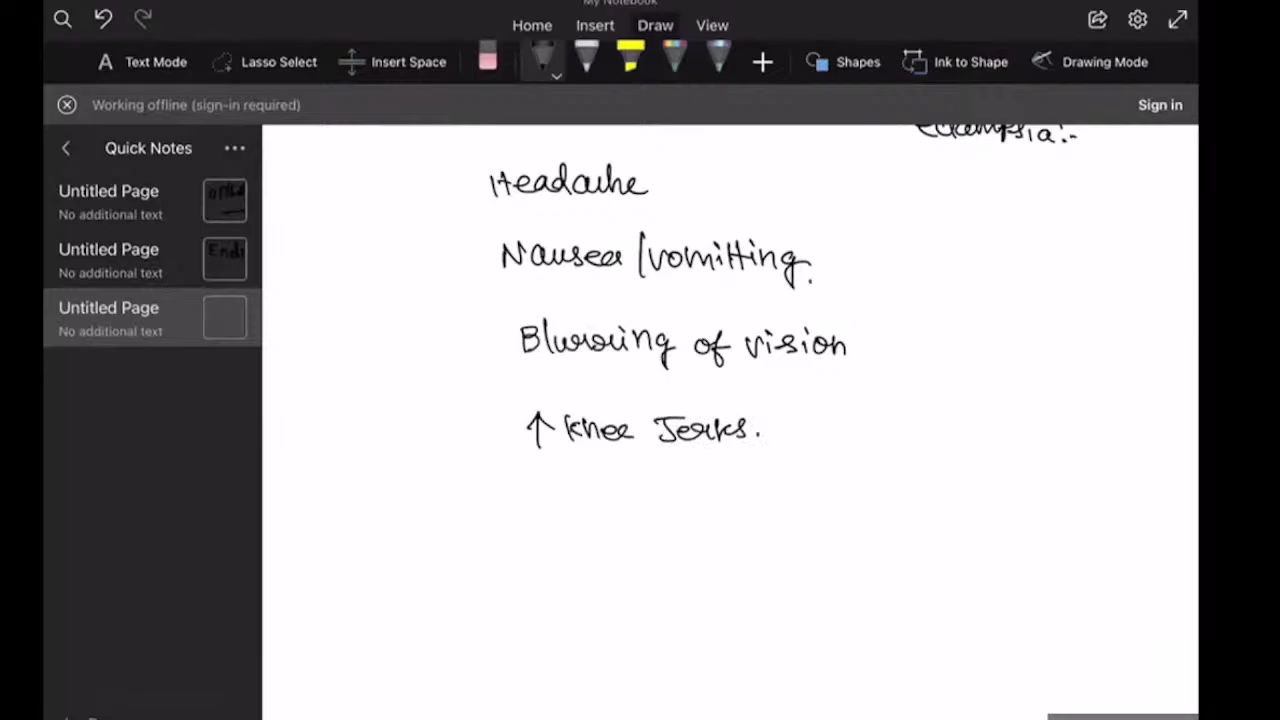 My Notebook
Home Insert Draw View
Text Mode Lasso Select Insert Space Shapes Ink to Shape Drawing Mode
Working offline (sign-in required) Sign in
Quick Notes
Untitled Page
No additional text
Untitled Page
No additional text
Untitled Page
No additional text
Headache
Nausea /vomitting.
Blurring of vision
↑ Knee Jerks.